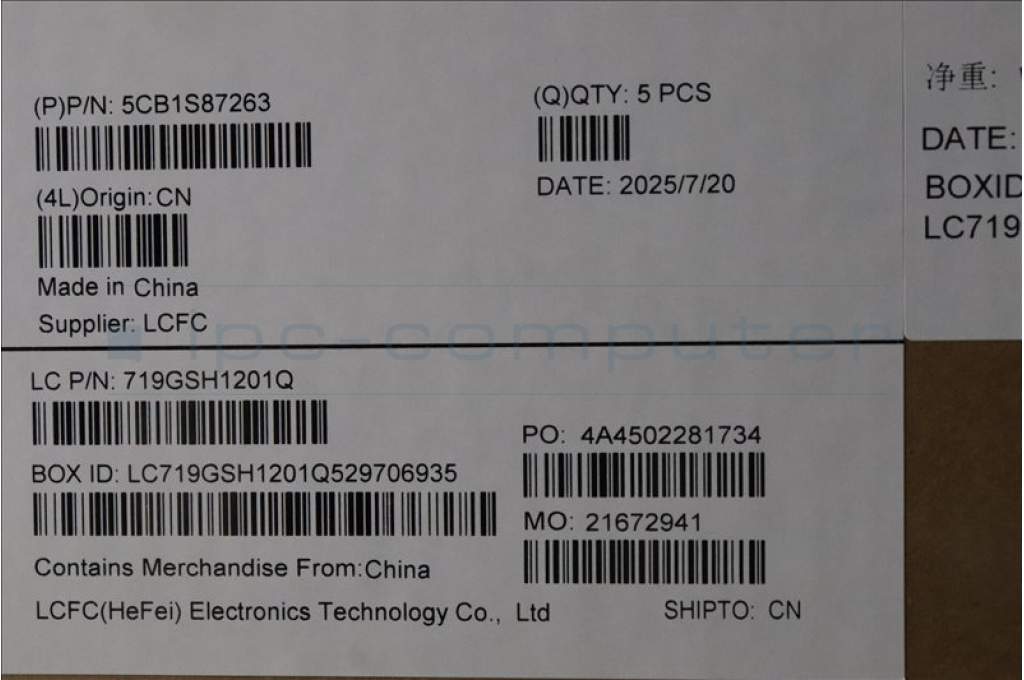 (P)P/N: 5CB1S87263
(Q)QTY: 5 PCS
DATE: 2025/7/20
(4L)Origin:CN
Made in China
Supplier: LCFC
ipc-computer
LC P/N: 719GSH1201Q
BOX ID: LC719GSH1201Q529706935
PO: 4A4502281734
MO: 21672941
Contains Merchandise From:China
LCFC(HeFei) Electronics Technology Co., Ltd
SHIPTO: CN
净重:
DATE:
BOXID
LC719